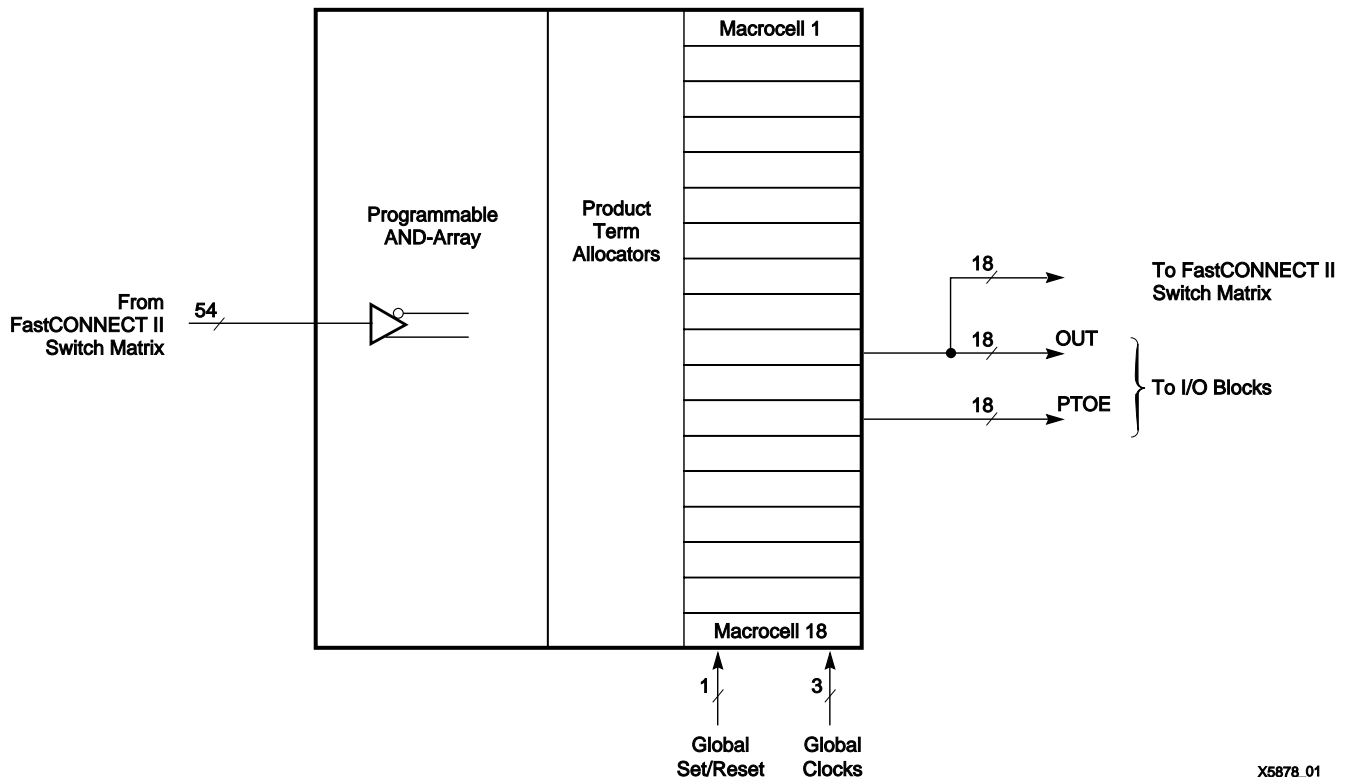 Macrocell 1
Programmable
AND-Array
Product
Term
Allocators
From
FastCONNECT II
Switch Matrix
54
18
To FastCONNECT II
Switch Matrix
18
OUT
To I/O Blocks
18
PTOE
Macrocell 18
1
3
Global
Set/Reset
Global
Clocks
X5878_01